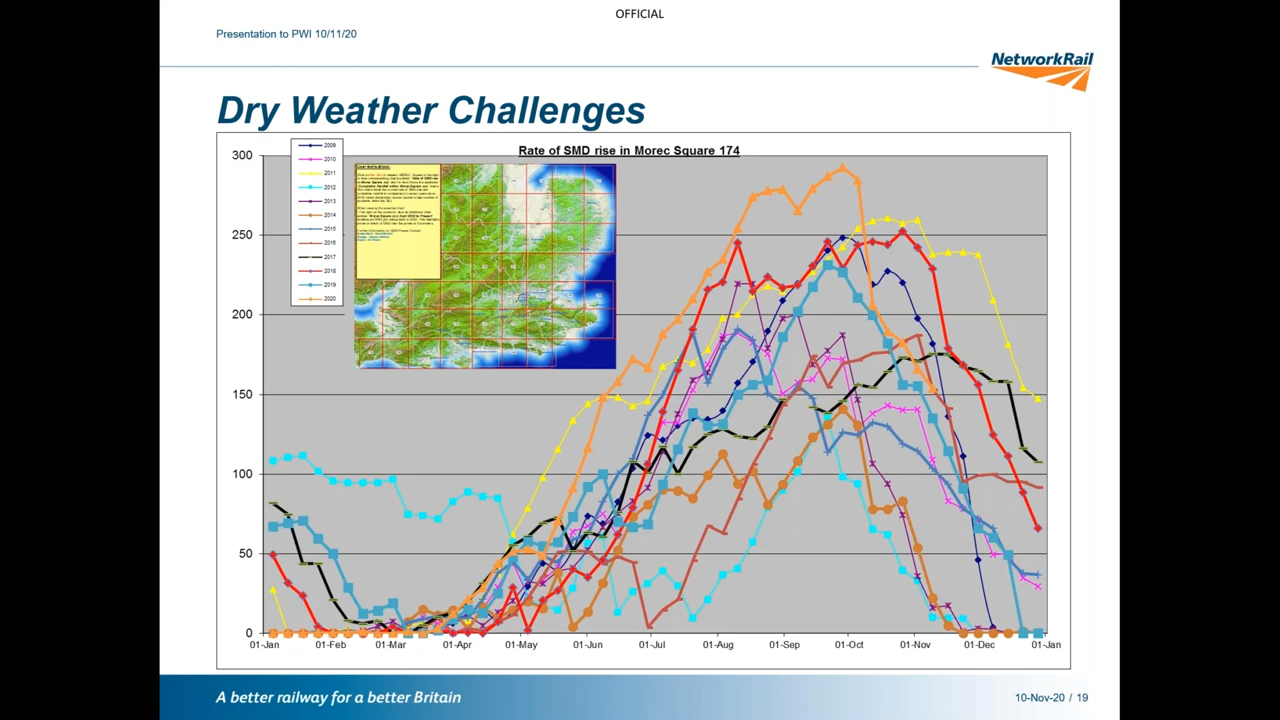 OFFICIAL
Presentation to PWI 10/11/20
NetworkRail
Dry Weather Challenges
Rate of SMD rise in Morec Square 174
2009
2010
2011
2012
2013
2014
2015
2016
2017
2018
2019
2020
300
250
200
150
100
50
0
01-Jan 01-Feb 01-Mar 01-Apr 01-May 01-Jun 01-Jul 01-Aug 01-Sep 01-Oct 01-Nov 01-Dec 01-Jan
A better railway for a better Britain
10-Nov-20 / 19